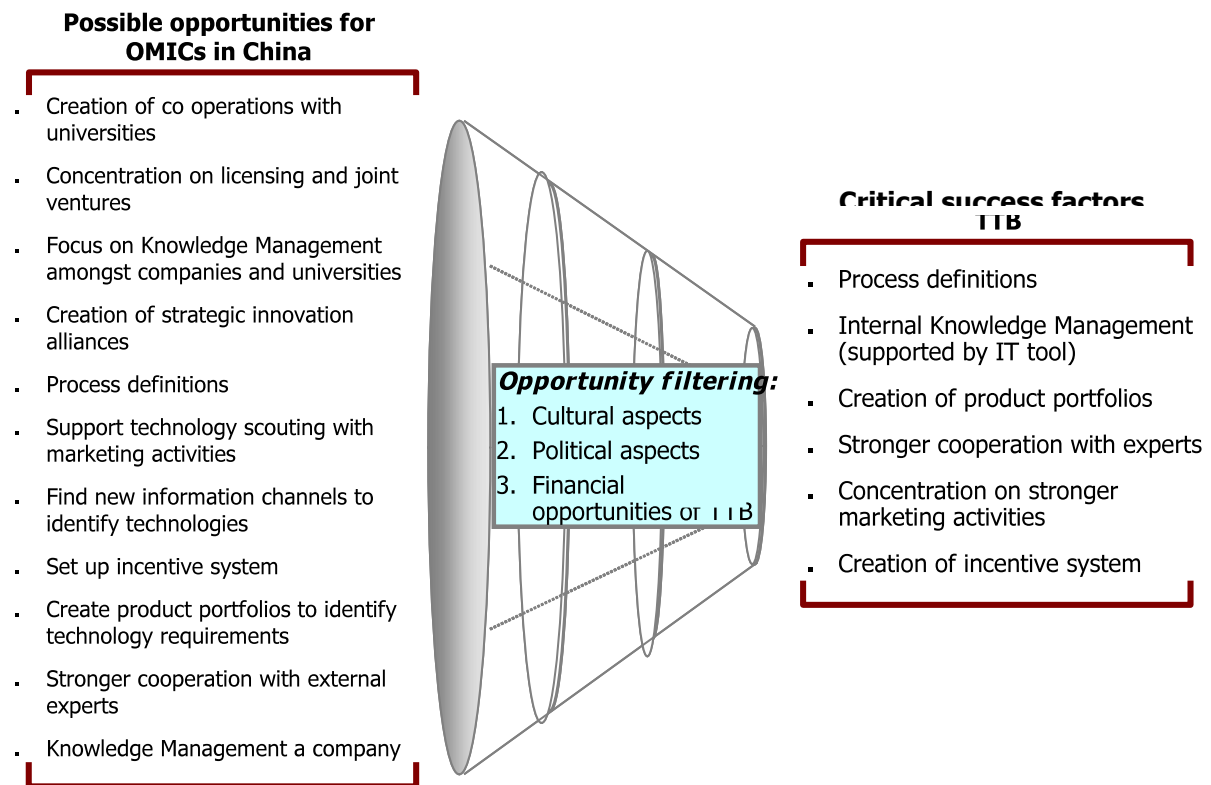 Possible opportunities for
OMICs in China
Creation of co operations with
universities
Concentration on licensing and joint
ventures
Focus on Knowledge Management
amongst companies and universities
Creation of strategic innovation
alliances
Process definitions
Support technology scouting with
marketing activities
Find new information channels to
identify technologies
Set up incentive system
Create product portfolios to identify
technology requirements
Stronger cooperation with external
experts
Knowledge Management a company
Opportunity filtering:
1. Cultural aspects
2. Political aspects
3. Financial
opportunities of TTB
Critical success factors
TTB
Process definitions
Internal Knowledge Management
(supported by IT tool)
Creation of product portfolios
Stronger cooperation with experts
Concentration on stronger
marketing activities
Creation of incentive system